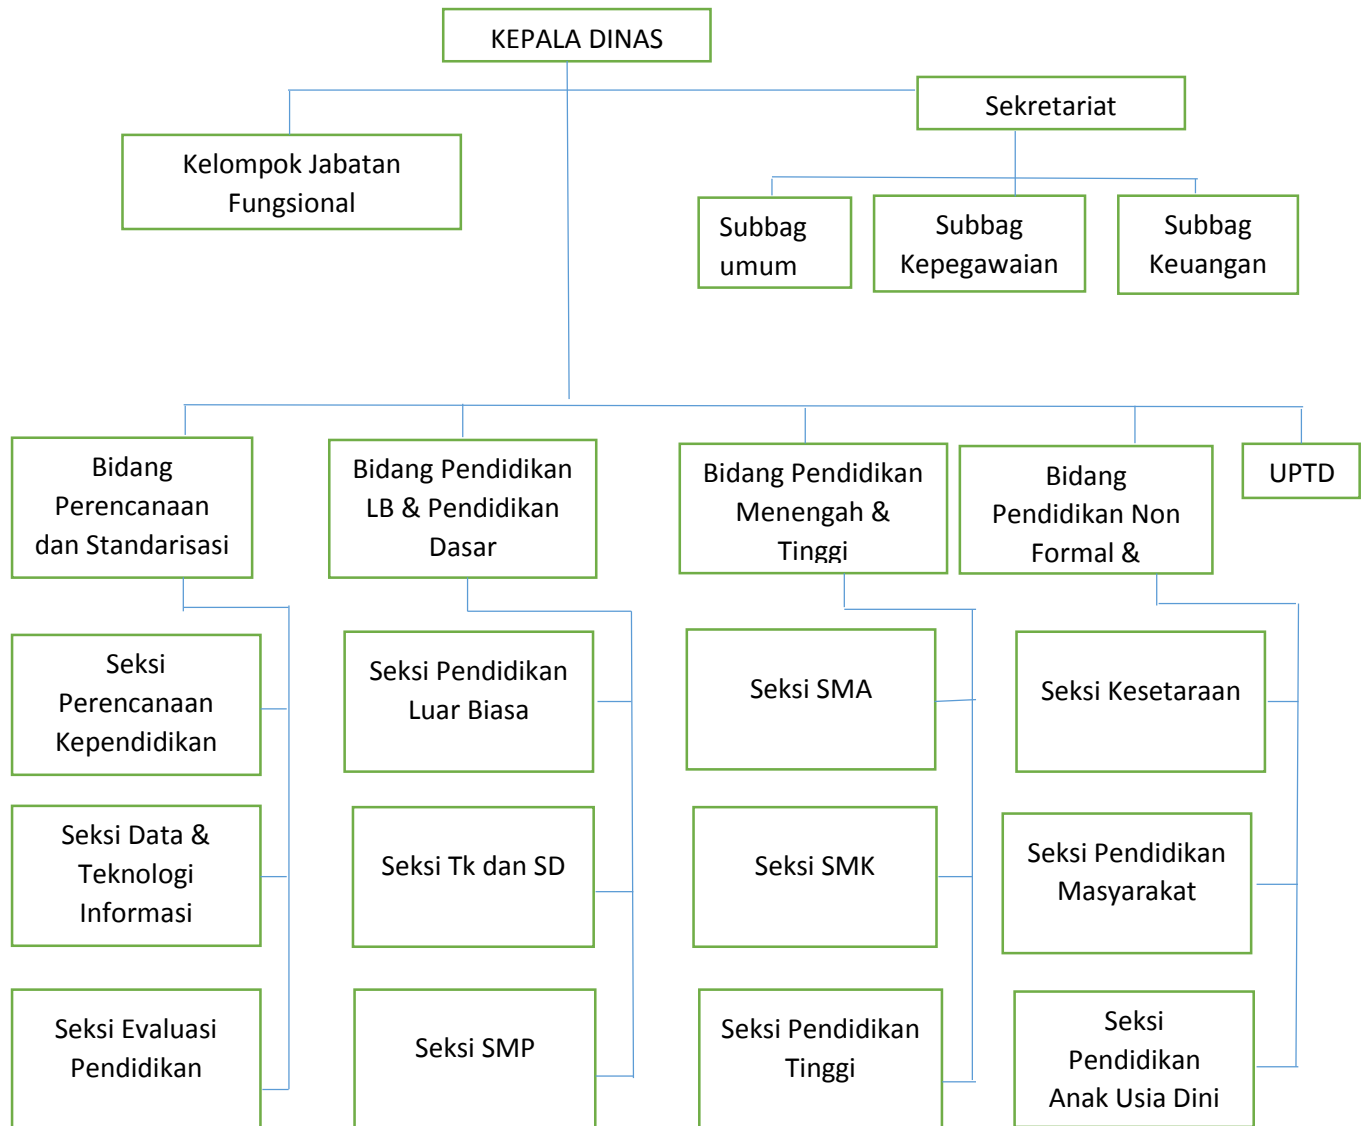 KEPALA DINAS
Sekretariat
Kelompok Jabatan
Fungsional
Subbag
umum
Subbag
Kepegawaian
Subbag
Keuangan
Bidang
Perencanaan
dan Standarisasi
Bidang Pendidikan
LB & Pendidikan
Dasar
Bidang Pendidikan
Menengah &
Tinggi
Bidang
Pendidikan Non
Formal &
UPTD
Seksi
Perencanaan
Kependidikan
Seksi Pendidikan
Luar Biasa
Seksi SMA
Seksi Kesetaraan
Seksi Data &
Teknologi
Informasi
Seksi Tk dan SD
Seksi SMK
Seksi Pendidikan
Masyarakat
Seksi Evaluasi
Pendidikan
Seksi SMP
Seksi Pendidikan
Tinggi
Seksi
Pendidikan
Anak Usia Dini